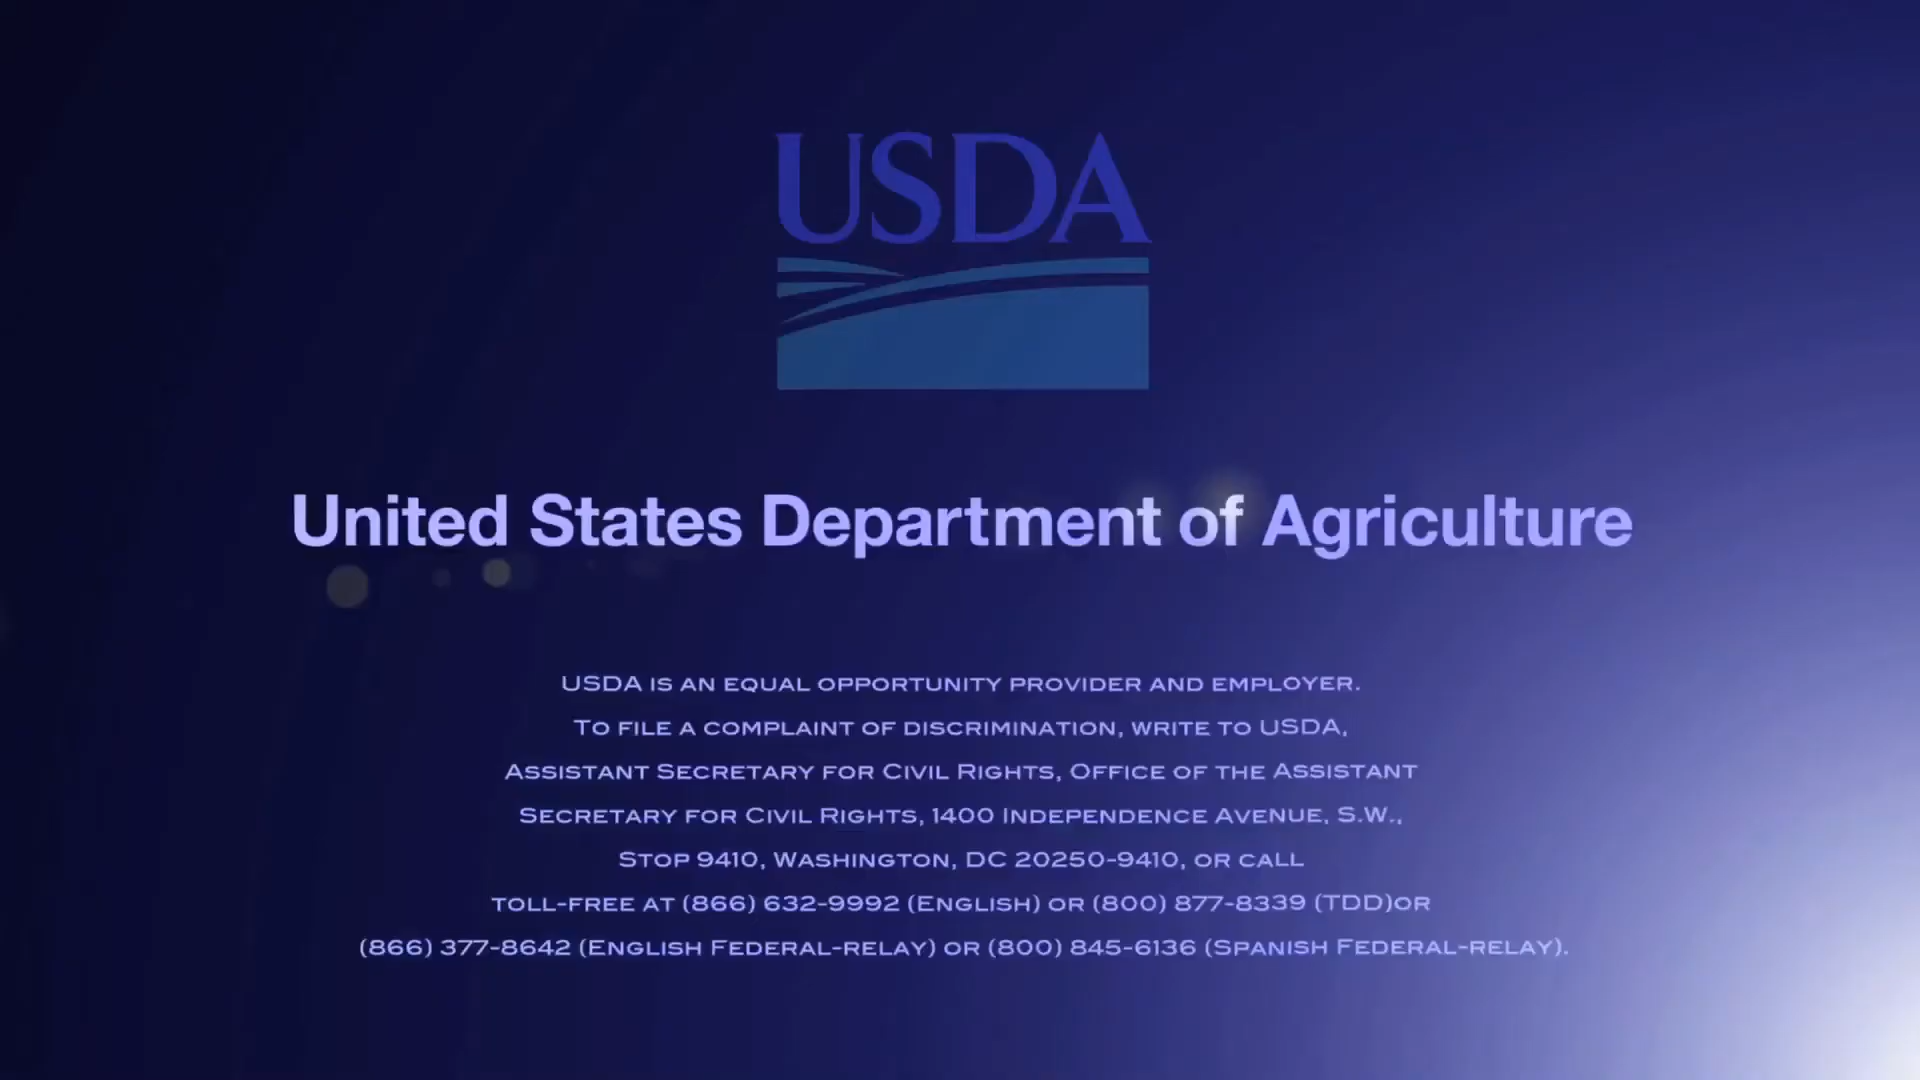 USDA
United States Department of Agriculture
USDA is an equal opportunity provider and employer.
To file a complaint of discrimination, write to USDA,
Assistant Secretary for Civil Rights, Office of the Assistant
Secretary for Civil Rights, 1400 Independence Avenue, S.W.,
Stop 9410, Washington, DC 20250-9410, or call
toll-free at (866) 632-9992 (English) or (800) 877-8339 (TDD)or
(866) 377-8642 (English Federal-relay) or (800) 845-6136 (Spanish Federal-relay).